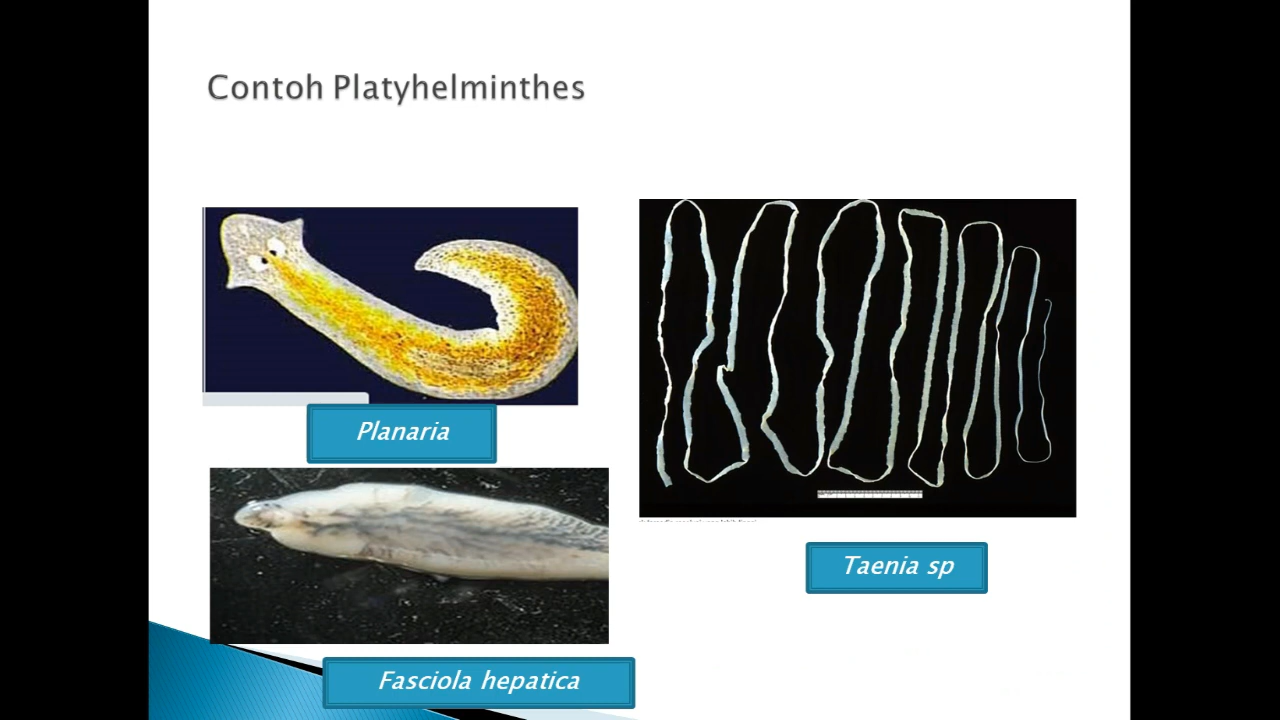 Contoh Platyhelminthes
Planaria
Taenia sp
Fasciola hepatica